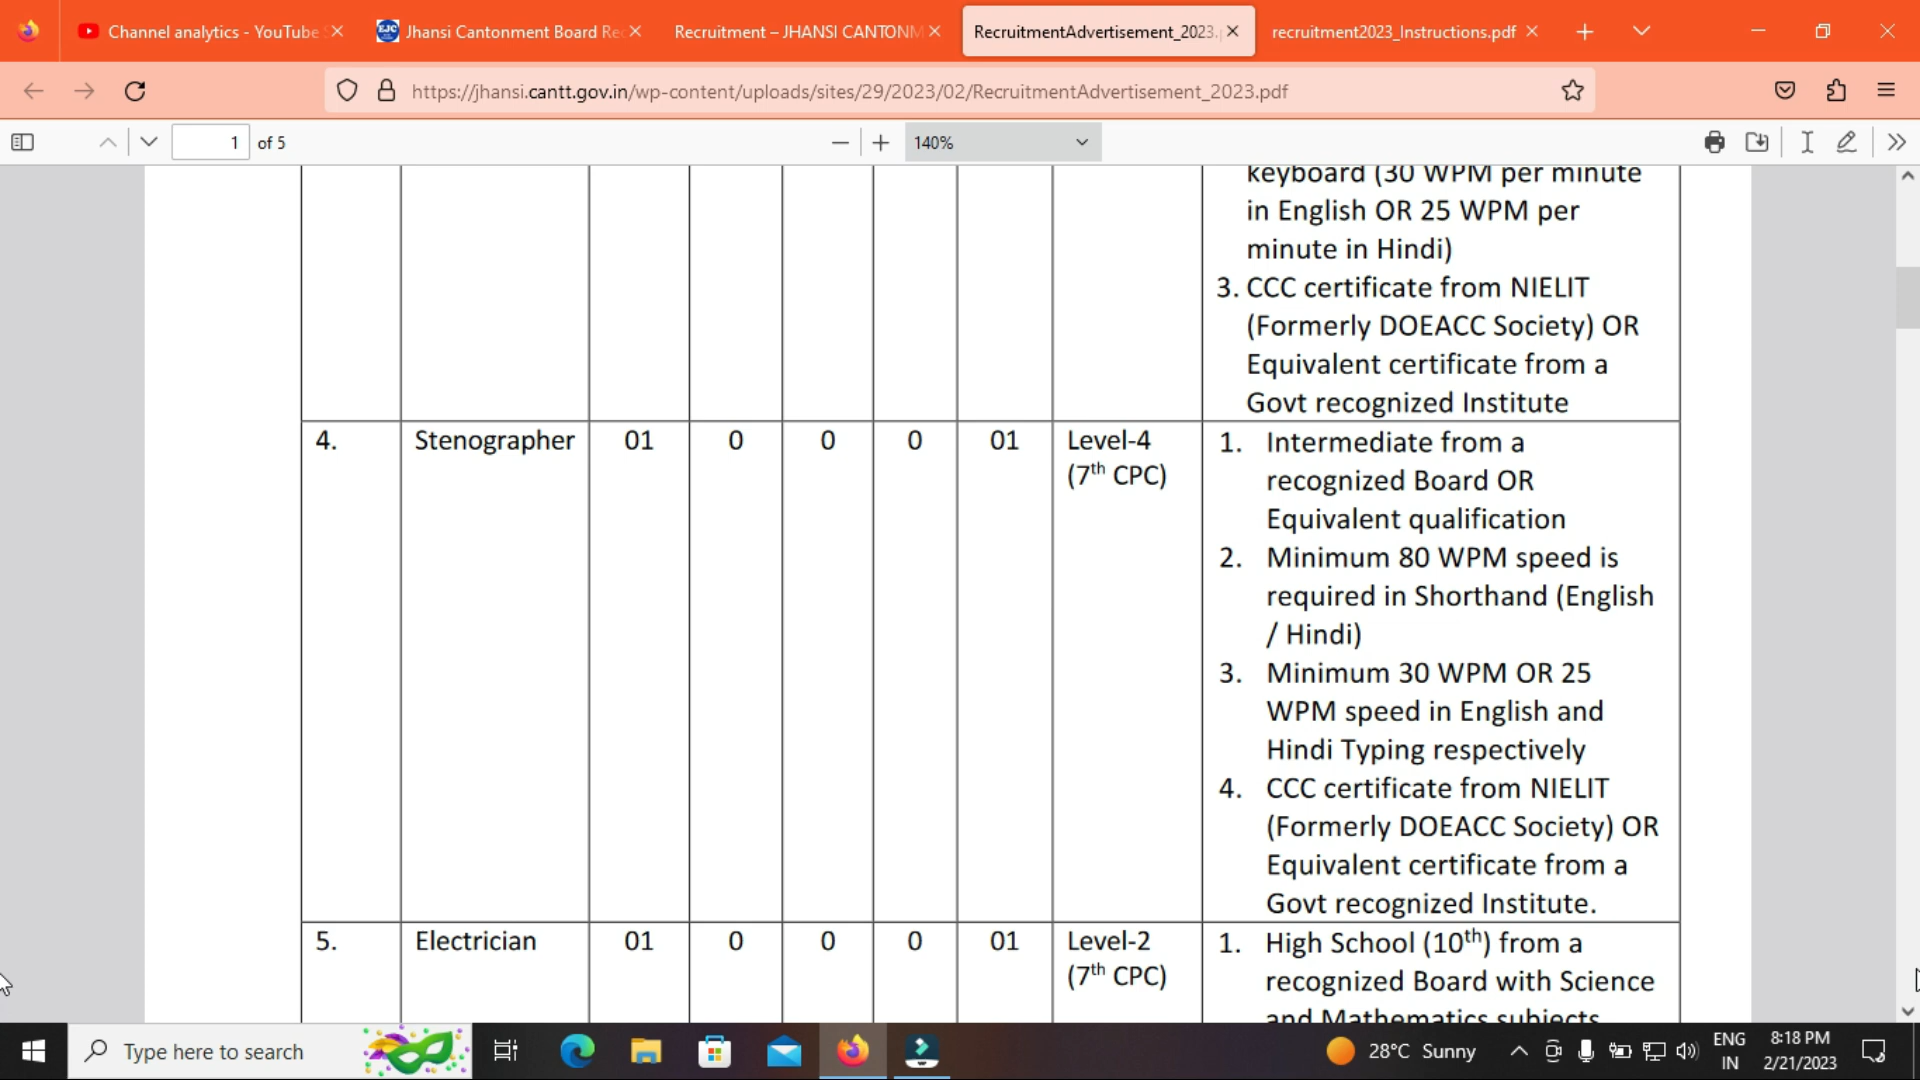 Channel analytics - YouTube S
Jhansi Cantonment Board Rec
Recruitment – JHANSI CANTONM
RecruitmentAdvertisement_2023.p
recruitment2023_Instructions.pdf
https://jhansi.cantt.gov.in/wp-content/uploads/sites/29/2023/02/RecruitmentAdvertisement_2023.pdf
1 of 5
140%
keyboard (30 WPM per minute
in English OR 25 WPM per
minute in Hindi)
3. CCC certificate from NIELIT
(Formerly DOEACC Society) OR
Equivalent certificate from a
Govt recognized Institute
4. Stenographer 01 0 0 0 01 Level-4
(7th CPC)
1. Intermediate from a
recognized Board OR
Equivalent qualification
2. Minimum 80 WPM speed is
required in Shorthand (English
/ Hindi)
3. Minimum 30 WPM OR 25
WPM speed in English and
Hindi Typing respectively
4. CCC certificate from NIELIT
(Formerly DOEACC Society) OR
Equivalent certificate from a
Govt recognized Institute.
5. Electrician 01 0 0 0 01 Level-2
(7th CPC)
1. High School (10th) from a
recognized Board with Science
and Mathematics subjects
Type here to search
28°C Sunny
ENG
IN
8:18 PM
2/21/2023